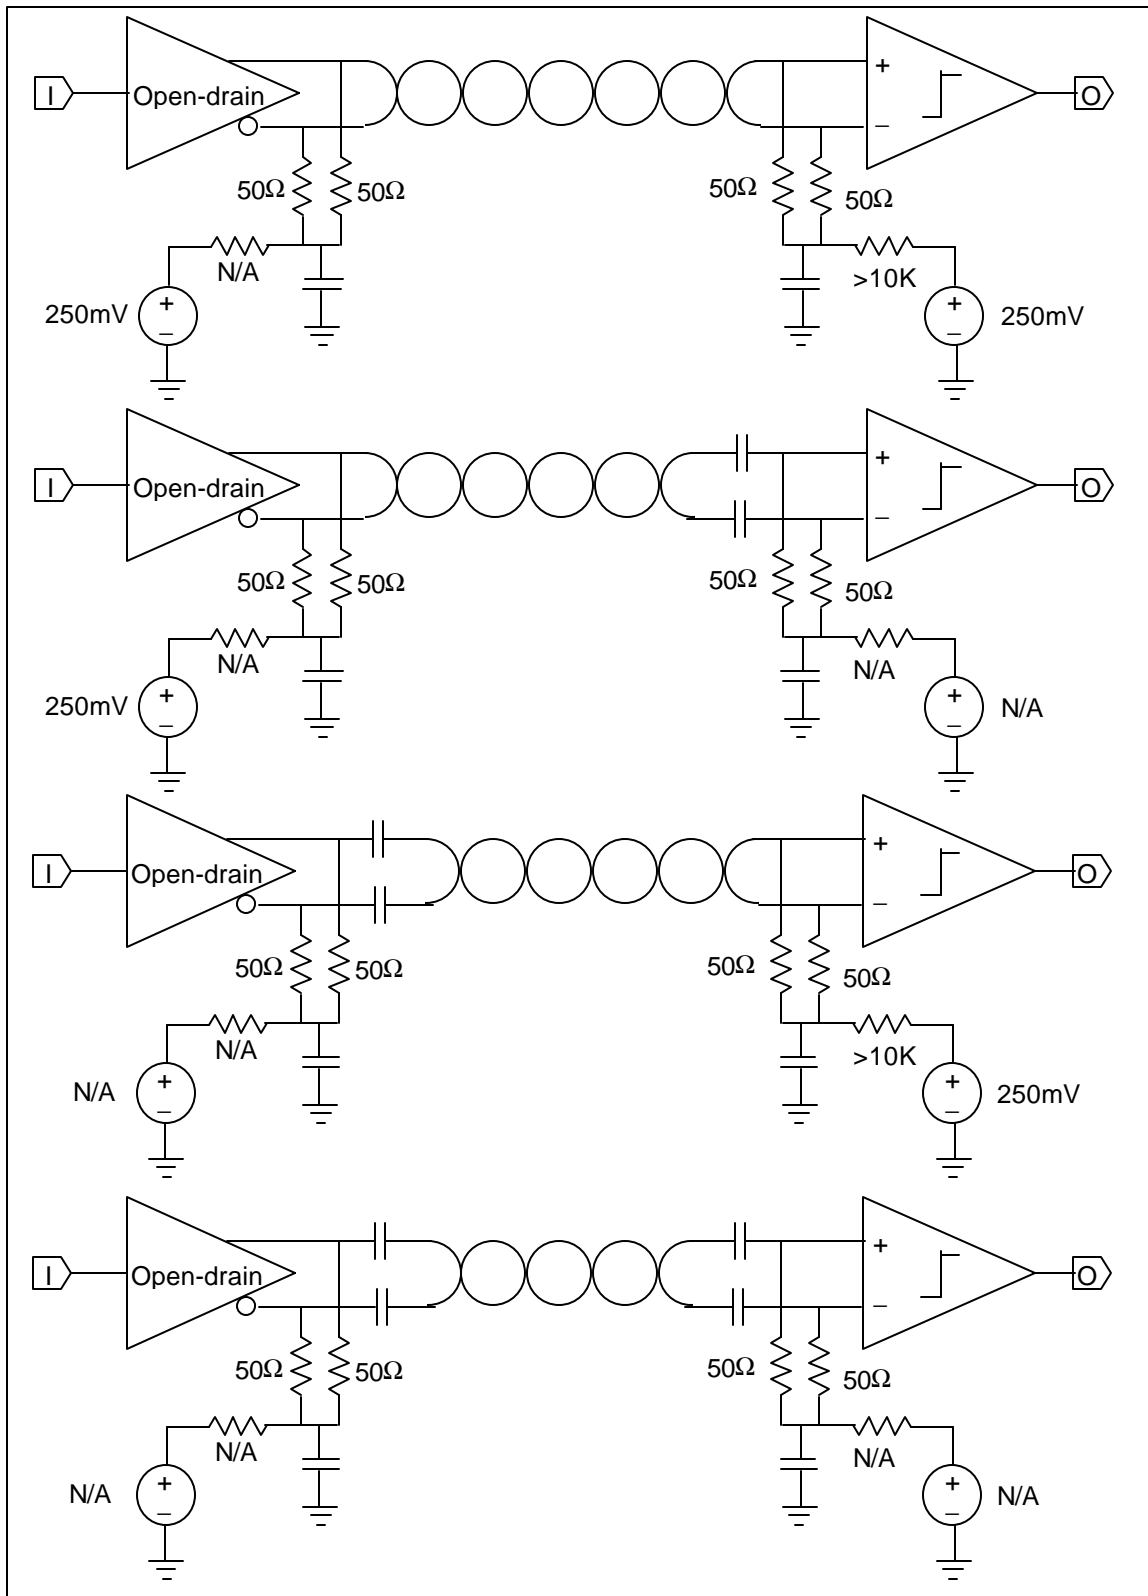 I
Open-drain
+
−
O
50Ω 50Ω 50Ω 50Ω
N/A >10K
250mV + − + − 250mV
I
Open-drain
+
−
O
50Ω 50Ω 50Ω 50Ω
N/A N/A
250mV + − + − N/A
I
Open-drain
+
−
O
50Ω 50Ω 50Ω 50Ω
N/A >10K
N/A + − + − 250mV
I
Open-drain
+
−
O
50Ω 50Ω 50Ω 50Ω
N/A N/A
N/A + − + − N/A